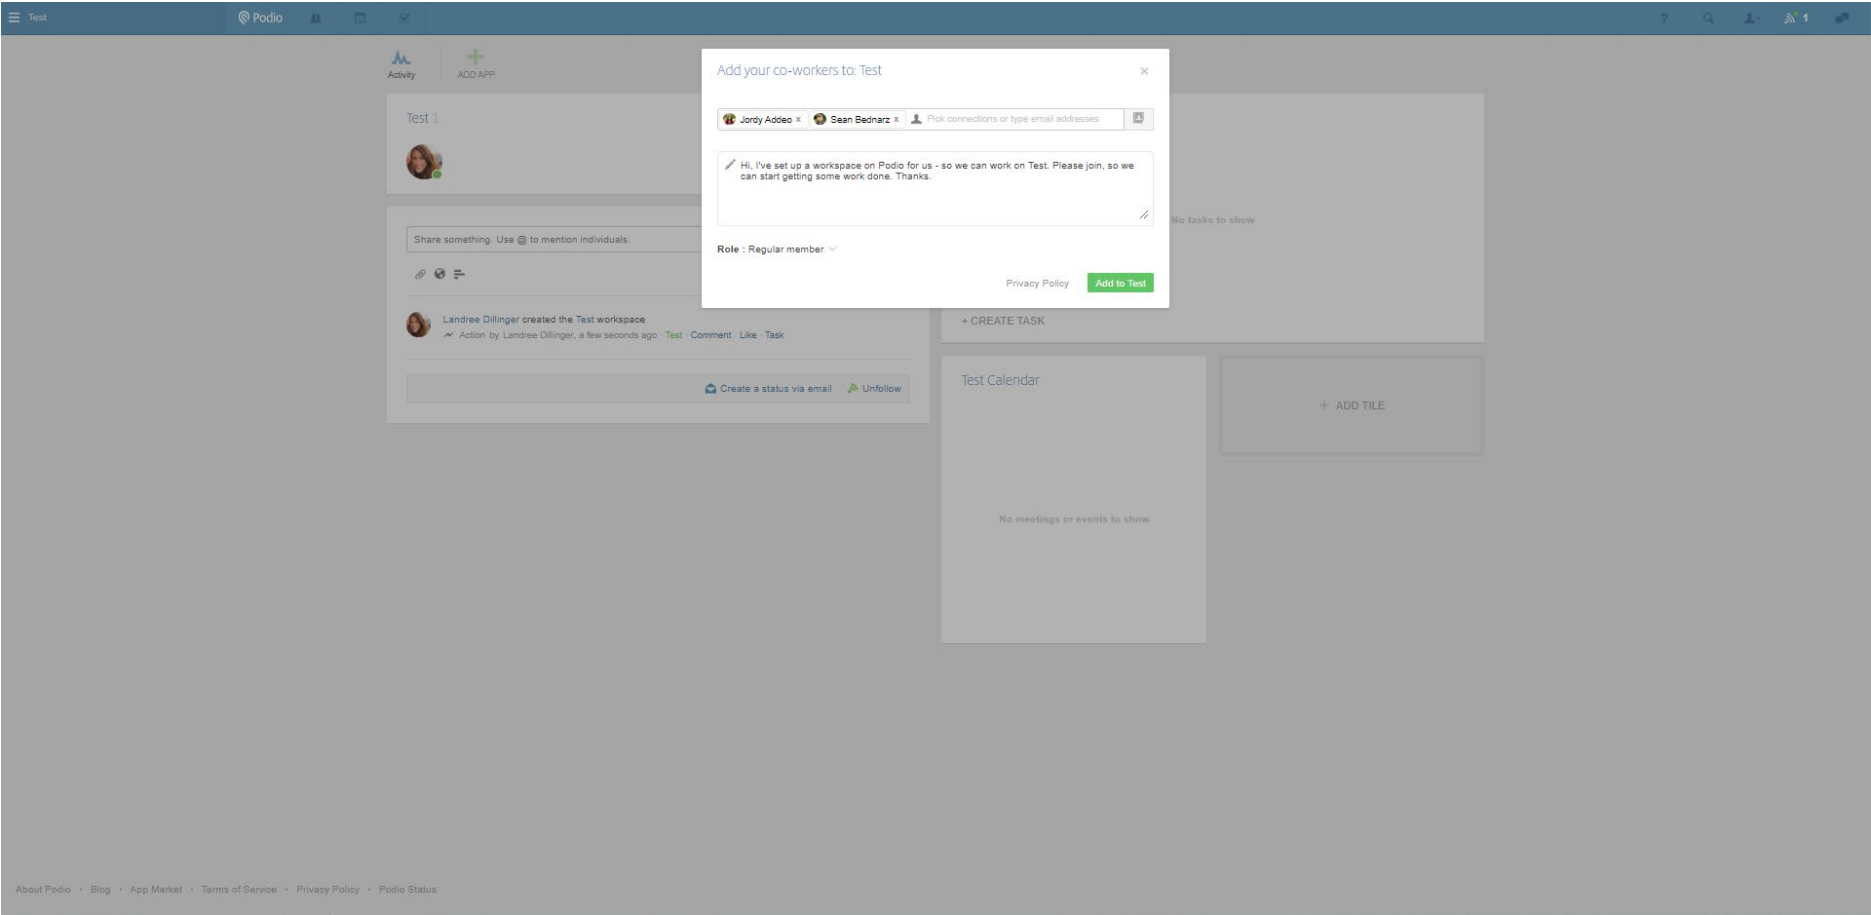 Test
Podio
? 1
Activity
ADD APP
Add your co-workers to: Test ×
Test 1
Jordy Addeo x Sean Bednarz x Pick connections or type email addresses
Hi, I've set up a workspace on Podio for us - so we can work on Test. Please join, so we
can start getting some work done. Thanks.
No tasks to show
Share something. Use @ to mention individuals.
Role : Regular member
Privacy Policy Add to Test
Landree Dillinger created the Test workspace
Action by Landree Dillinger, a few seconds ago · Test · Comment · Like · Task
+ CREATE TASK
Create a status via email Unfollow
Test Calendar
+ ADD TILE
No meetings or events to show
About Podio · Blog · App Market · Terms of Service · Privacy Policy · Podio Status